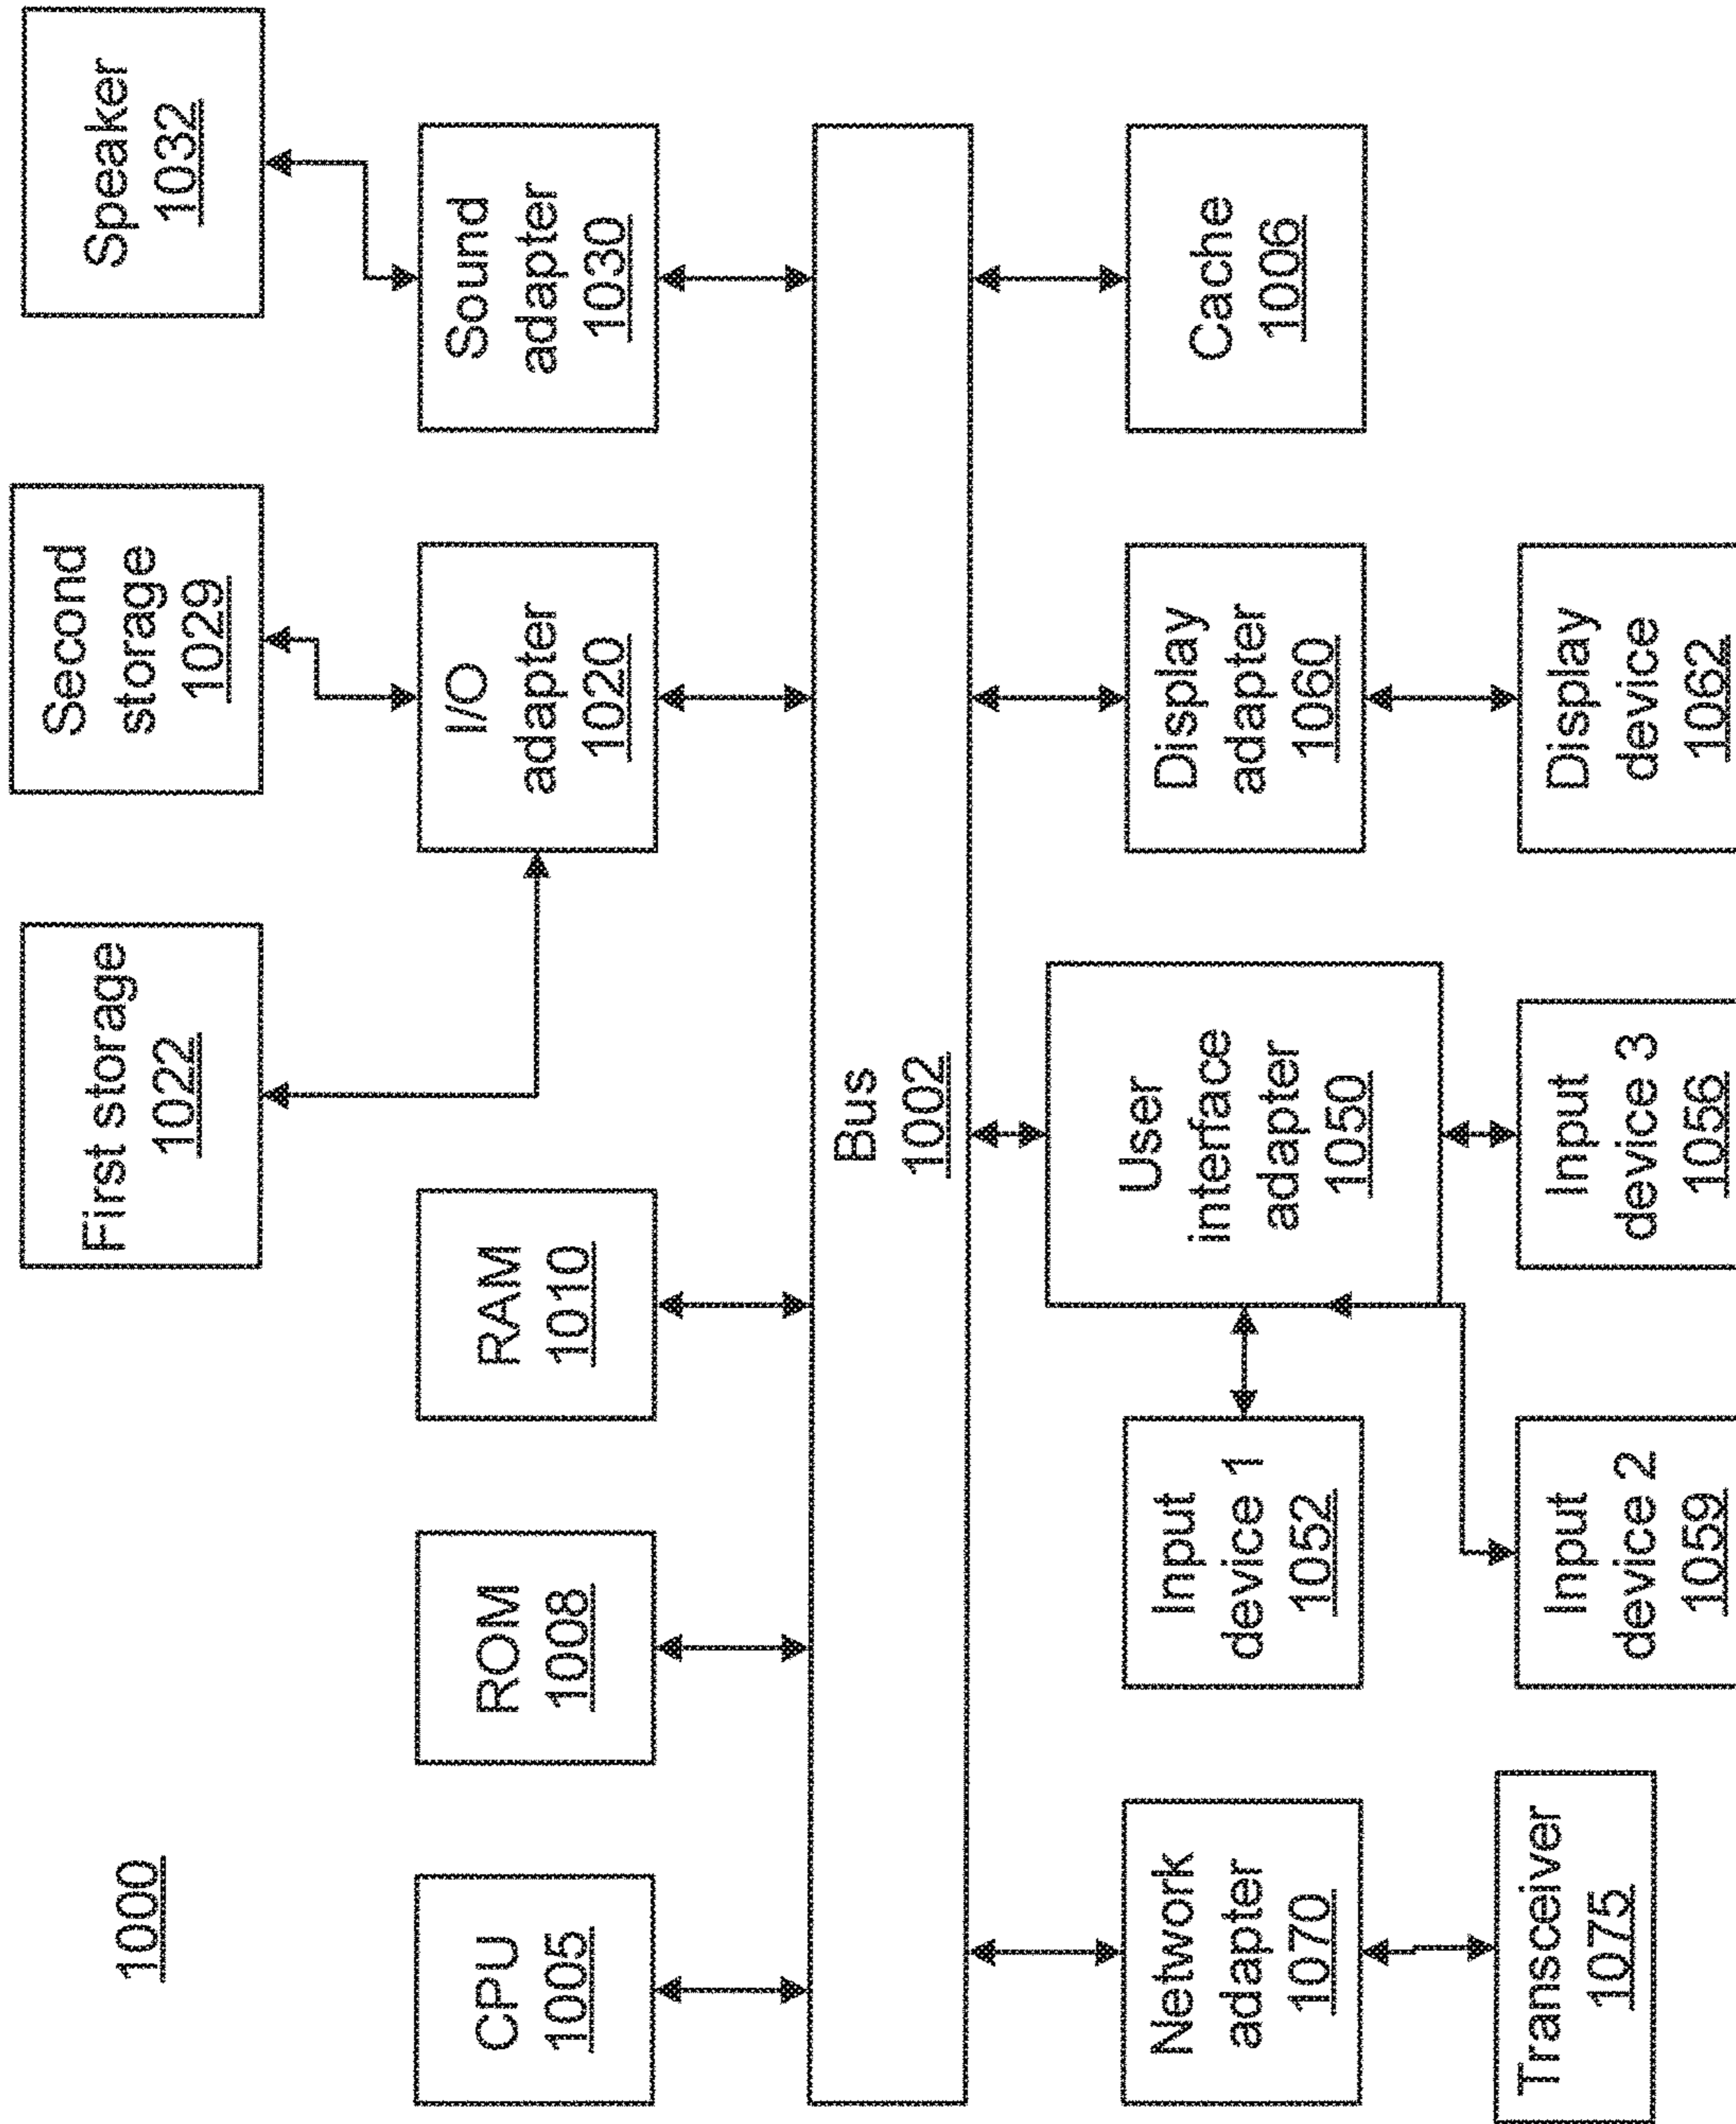 1000
First storage
1022
Second
storage
1029
Speaker
1032
CPU
1005
ROM
1008
RAM
1010
I/O
adapter
1020
Sound
adapter
1030
Bus
1002
Network
adapter
1070
Input
device 1
1052
User
interface
adapter
1050
Display
adapter
1060
Cache
1006
Transceiver
1075
Input
device 2
1059
Input
device 3
1056
Display
device
1062